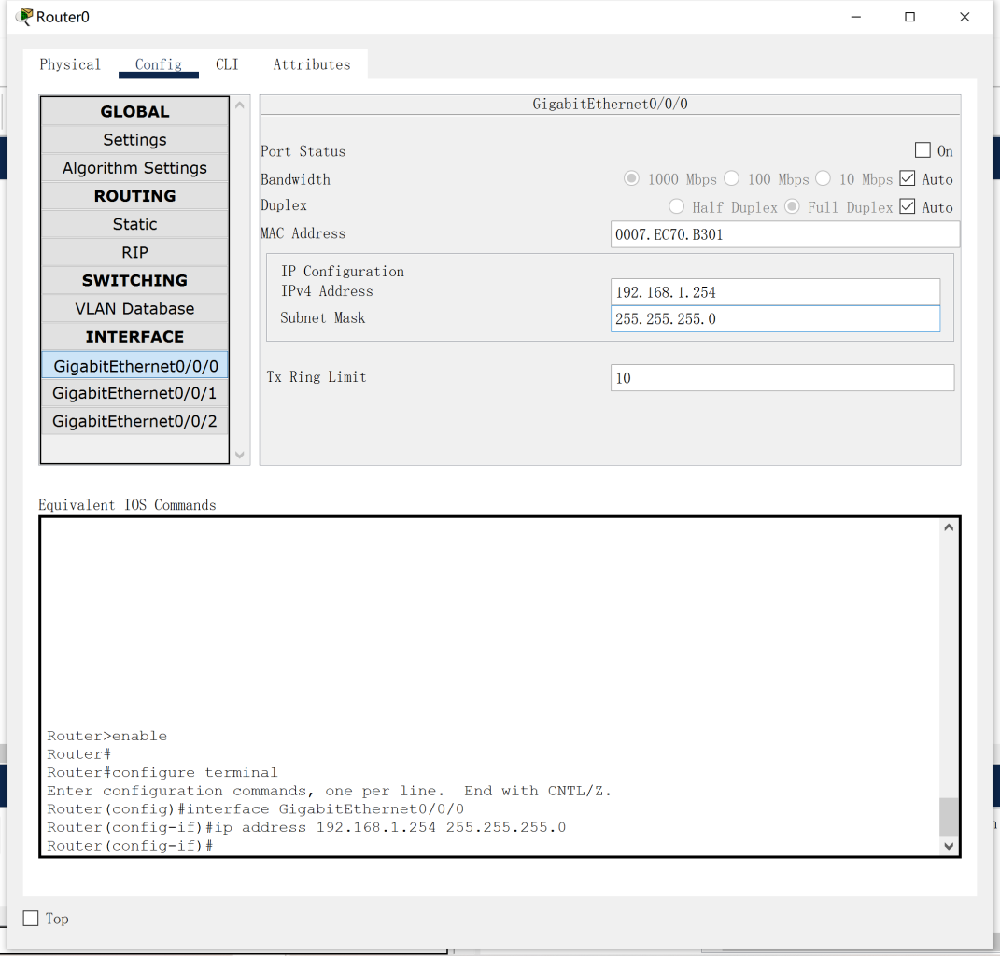 Router0
Physical Config CLI Attributes
GLOBAL
Settings
Algorithm Settings
ROUTING
Static
RIP
SWITCHING
VLAN Database
INTERFACE
GigabitEthernet0/0/0
GigabitEthernet0/0/1
GigabitEthernet0/0/2
GigabitEthernet0/0/0
Port Status On
Bandwidth 1000 Mbps 100 Mbps 10 Mbps Auto
Duplex Half Duplex Full Duplex Auto
MAC Address 0007.EC70.B301
IP Configuration
IPv4 Address 192.168.1.254
Subnet Mask 255.255.255.0
Tx Ring Limit 10
Equivalent IOS Commands
Router>enable
Router#
Router#configure terminal
Enter configuration commands, one per line.  End with CNTL/Z.
Router(config)#interface GigabitEthernet0/0/0
Router(config-if)#ip address 192.168.1.254 255.255.255.0
Router(config-if)#
Top